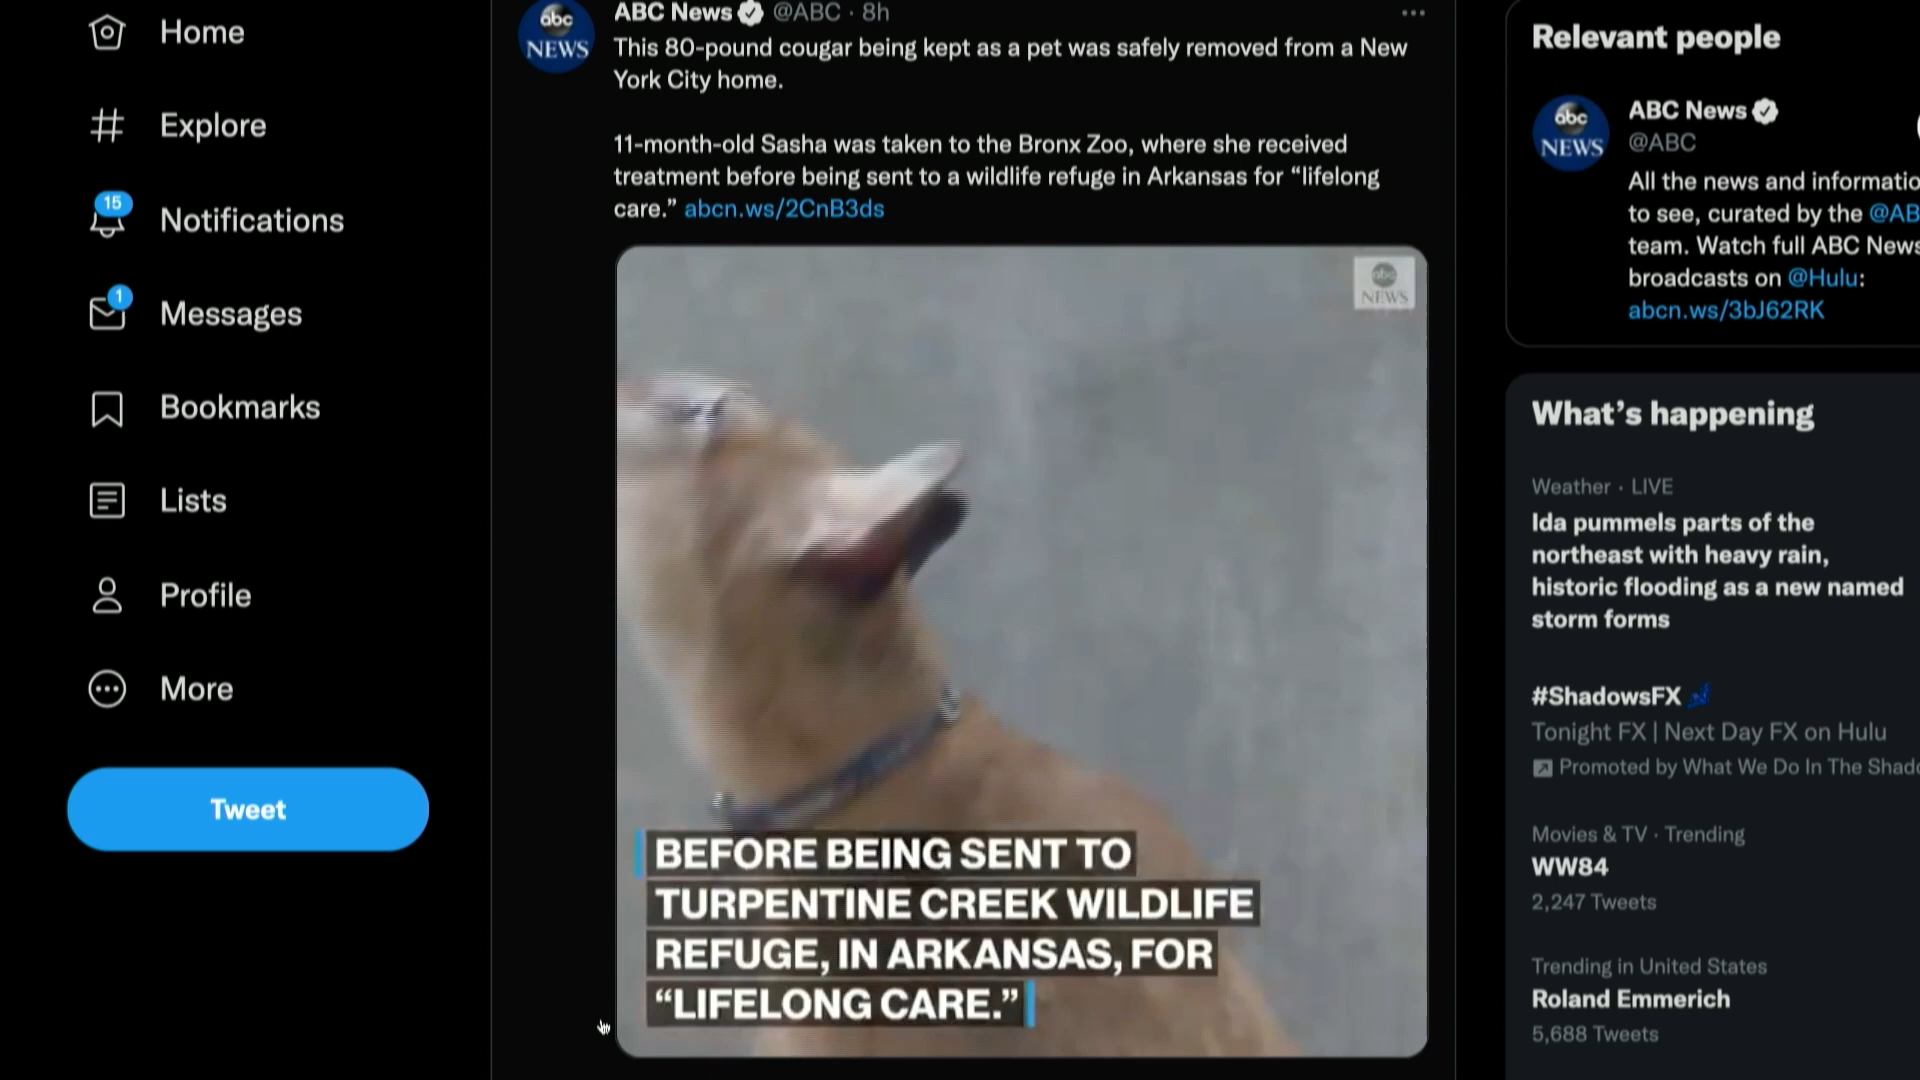 Home
Explore
15
Notifications
1
Messages
Bookmarks
Lists
Profile
More
Tweet
abc
NEWS
ABC News @ABC · 8h
This 80-pound cougar being kept as a pet was safely removed from a New
York City home.
11-month-old Sasha was taken to the Bronx Zoo, where she received
treatment before being sent to a wildlife refuge in Arkansas for “lifelong
care.” abcn.ws/2CnB3ds
abc
NEWS
BEFORE BEING SENT TO
TURPENTINE CREEK WILDLIFE
REFUGE, IN ARKANSAS, FOR
“LIFELONG CARE.”
Relevant people
abc
NEWS
ABC News
@ABC
All the news and informatio
to see, curated by the @AB
team. Watch full ABC News
broadcasts on @Hulu:
abcn.ws/3bJ62RK
What’s happening
Weather · LIVE
Ida pummels parts of the
northeast with heavy rain,
historic flooding as a new named
storm forms
#ShadowsFX
Tonight FX | Next Day FX on Hulu
Promoted by What We Do In The Shado
Movies & TV · Trending
WW84
2,247 Tweets
Trending in United States
Roland Emmerich
5,688 Tweets